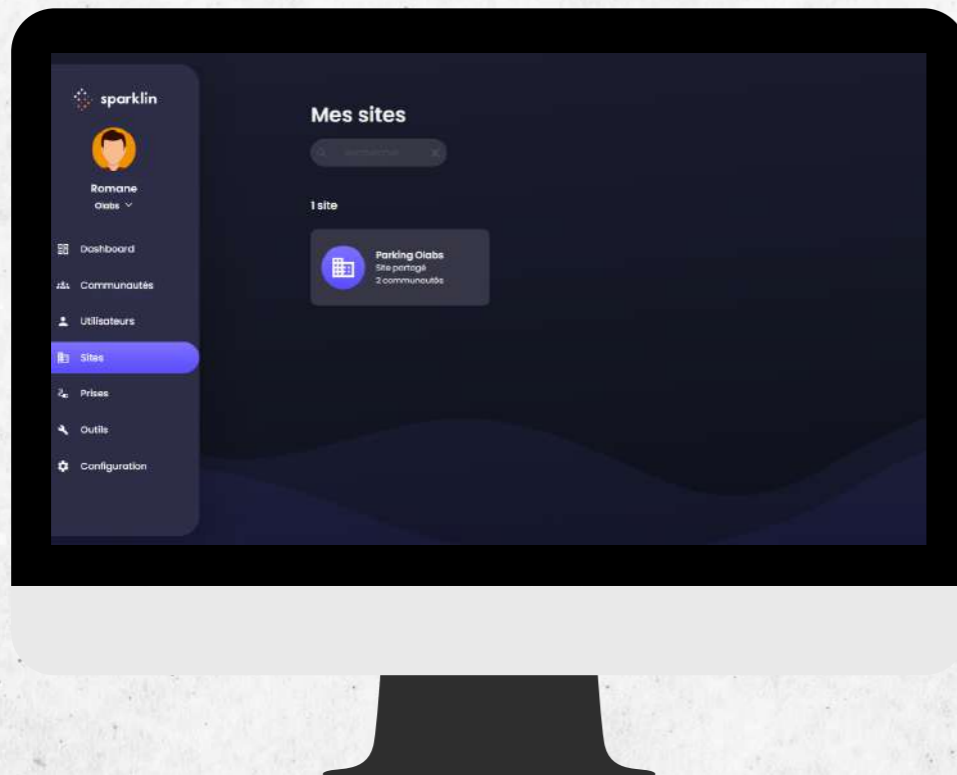 sparklin
Romane
Olabs
Dashboard
Communautés
Utilisateurs
Sites
Prises
Outils
Configuration
Mes sites
1 site
Parking Olabs
Site partagé
2 communautés